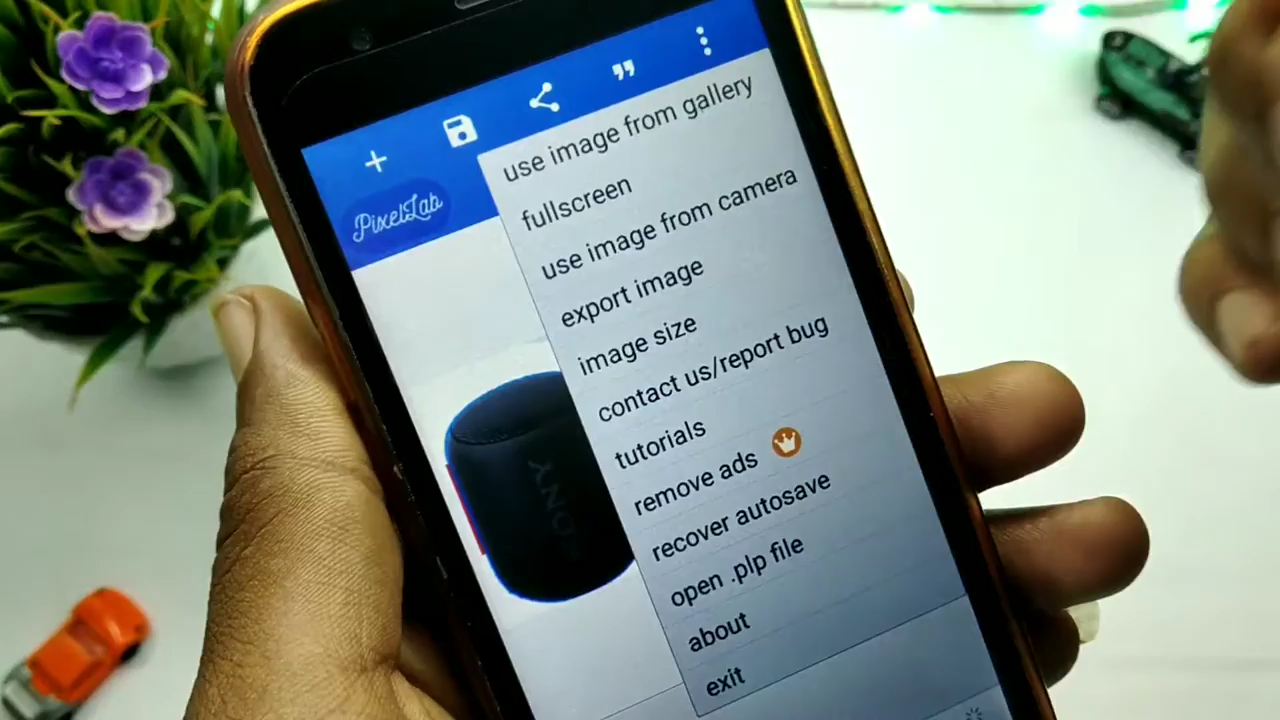 PixelLab
use image from gallery
fullscreen
use image from camera
export image
image size
contact us/report bug
tutorials
remove ads
recover autosave
open .plp file
about
exit
SONY